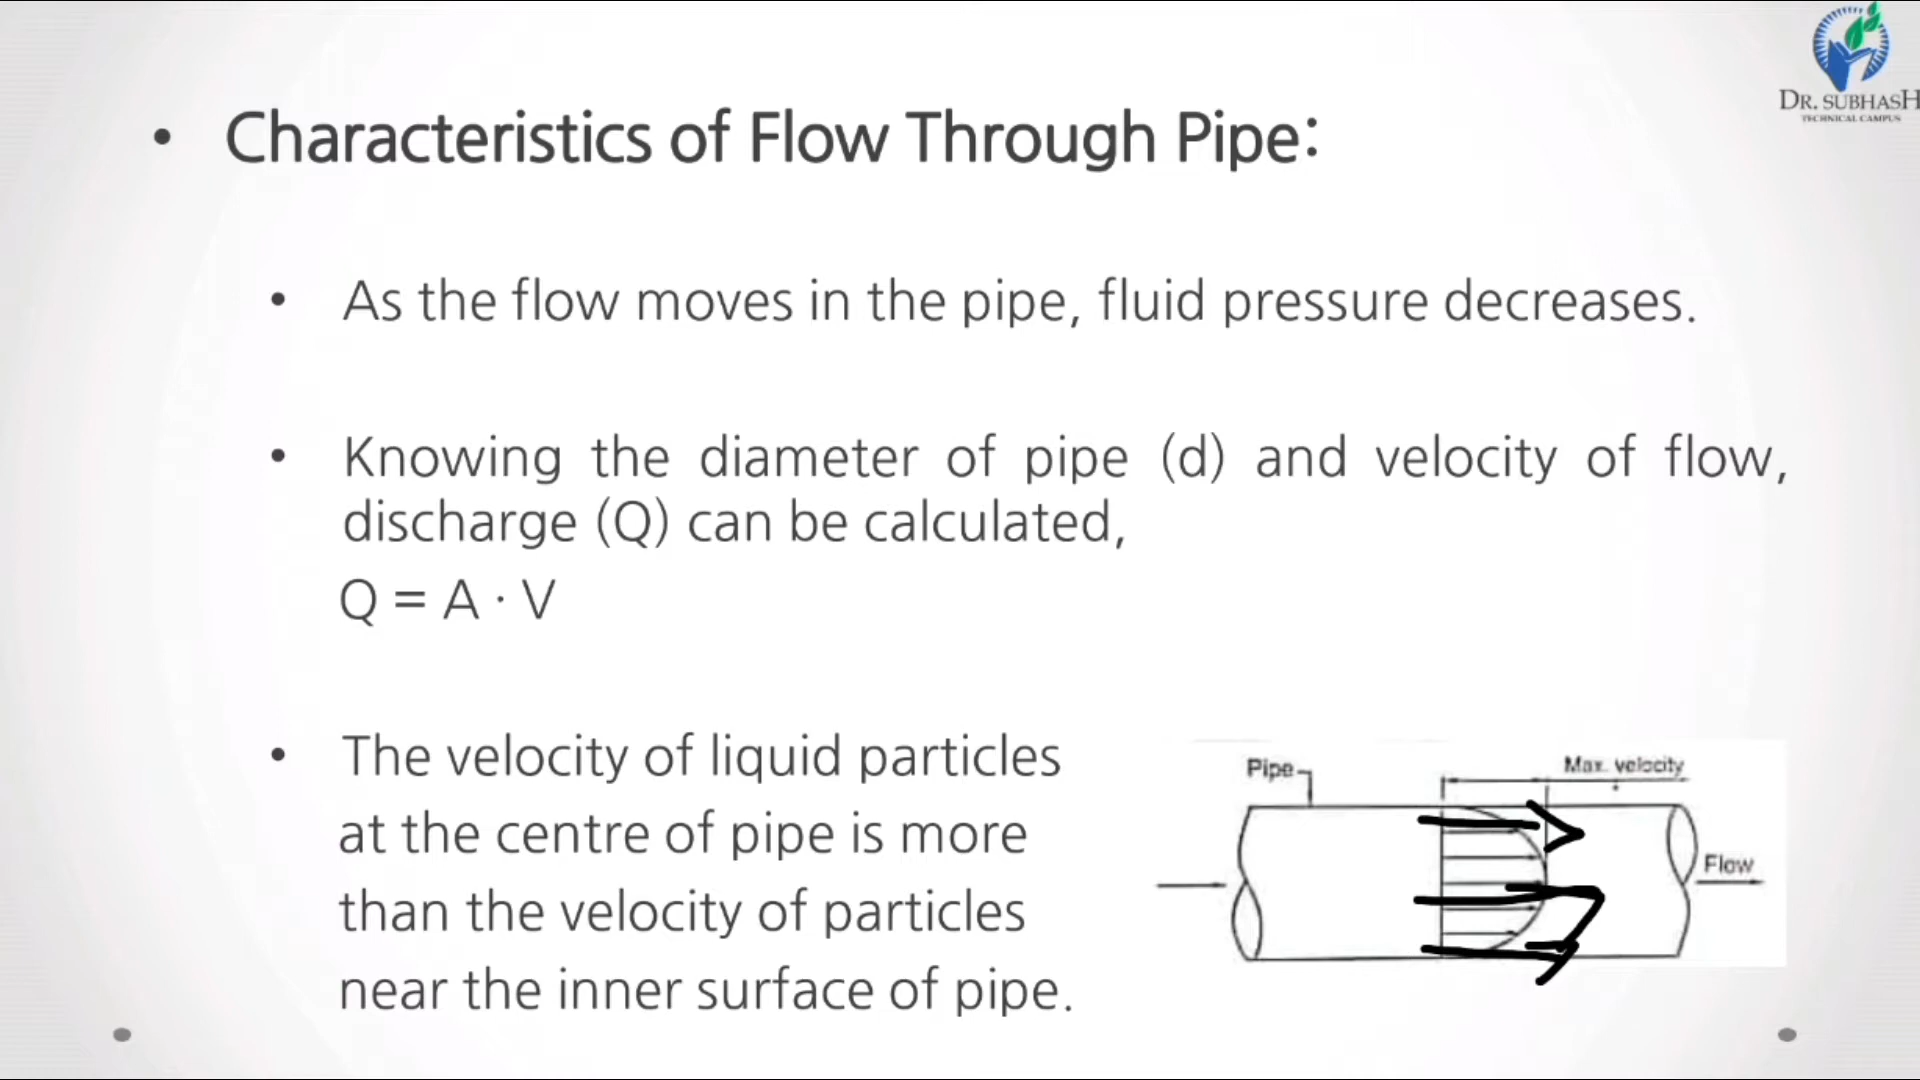 DR. SUBHASH
TECHNICAL CAMPUS
• Characteristics of Flow Through Pipe:
• As the flow moves in the pipe, fluid pressure decreases.
• Knowing the diameter of pipe (d) and velocity of flow,
discharge (Q) can be calculated,
Q = A · V
• The velocity of liquid particles
at the centre of pipe is more
than the velocity of particles
near the inner surface of pipe.
Pipe
Max. velocity
Flow